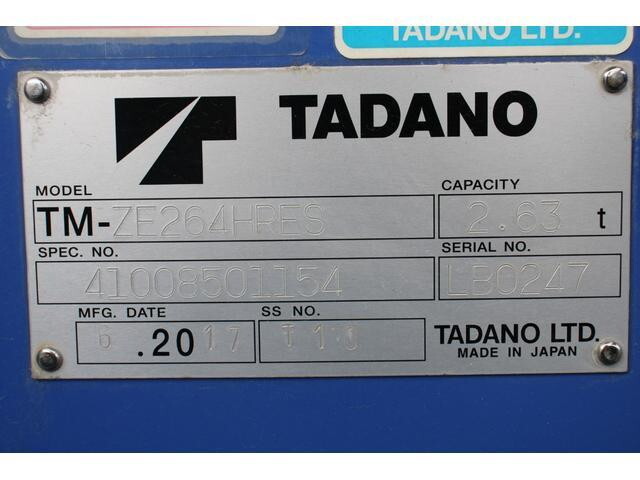 TADANO LTD.
TADANO
MODEL
CAPACITY
TM-ZE264HRES
2.63 t
SPEC. NO.
SERIAL NO.
41008501154
LB0247
MFG. DATE
SS NO.
6 .2017
TADANO LTD.
MADE IN JAPAN